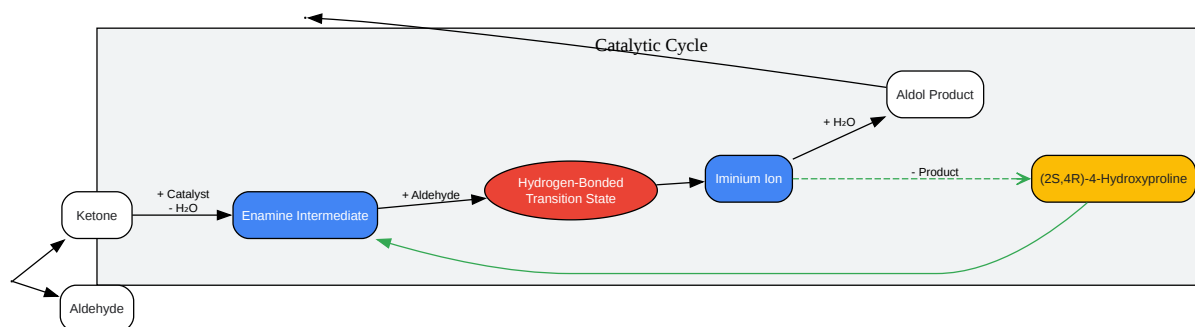 Catalytic Cycle
Aldol Product
+ H₂O
- Product
Iminium Ion
(2S,4R)-4-Hydroxyproline
Hydrogen-Bonded
Transition State
+ Aldehyde
+ Catalyst
- H₂O
Ketone
Enamine Intermediate
Aldehyde